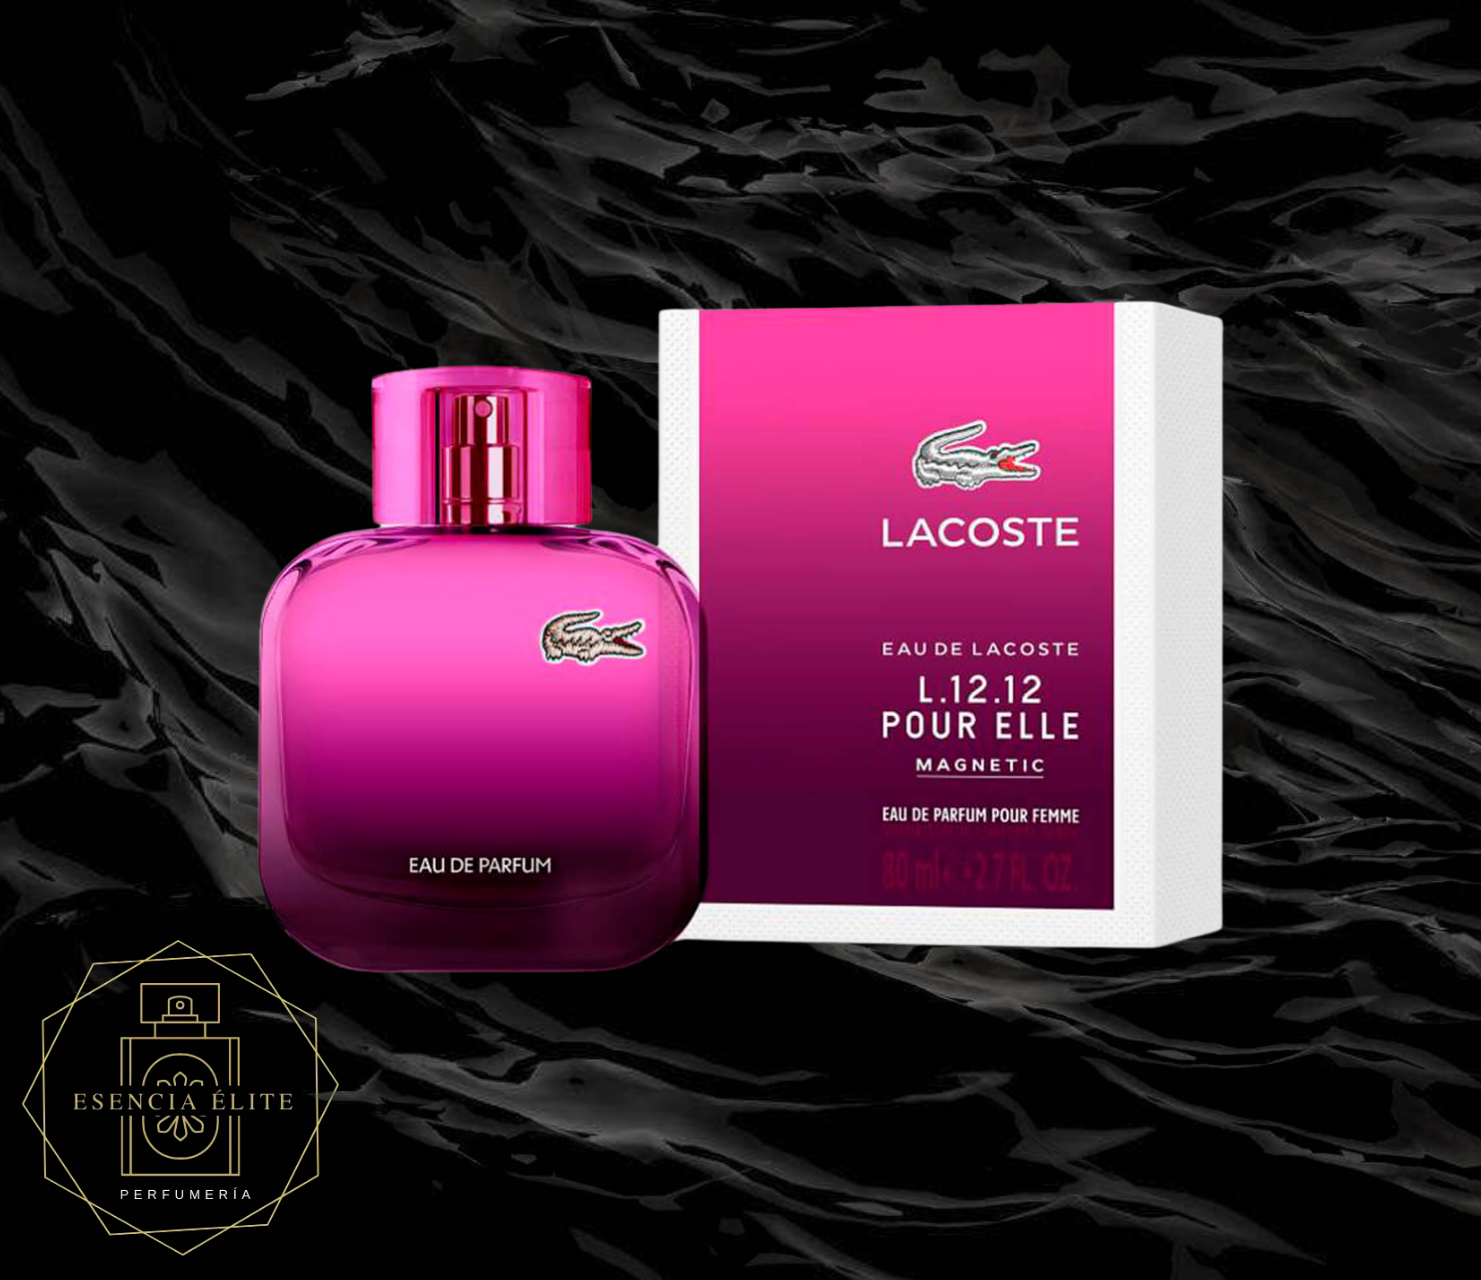 LACOSTE
EAU DE LACOSTE
L.12.12
POUR ELLE
MAGNETIC
EAU DE PARFUM POUR FEMME
80 ml e 2.7 FL. OZ
EAU DE PARFUM
ESENCIA ÉLITE
PERFUMERÍA